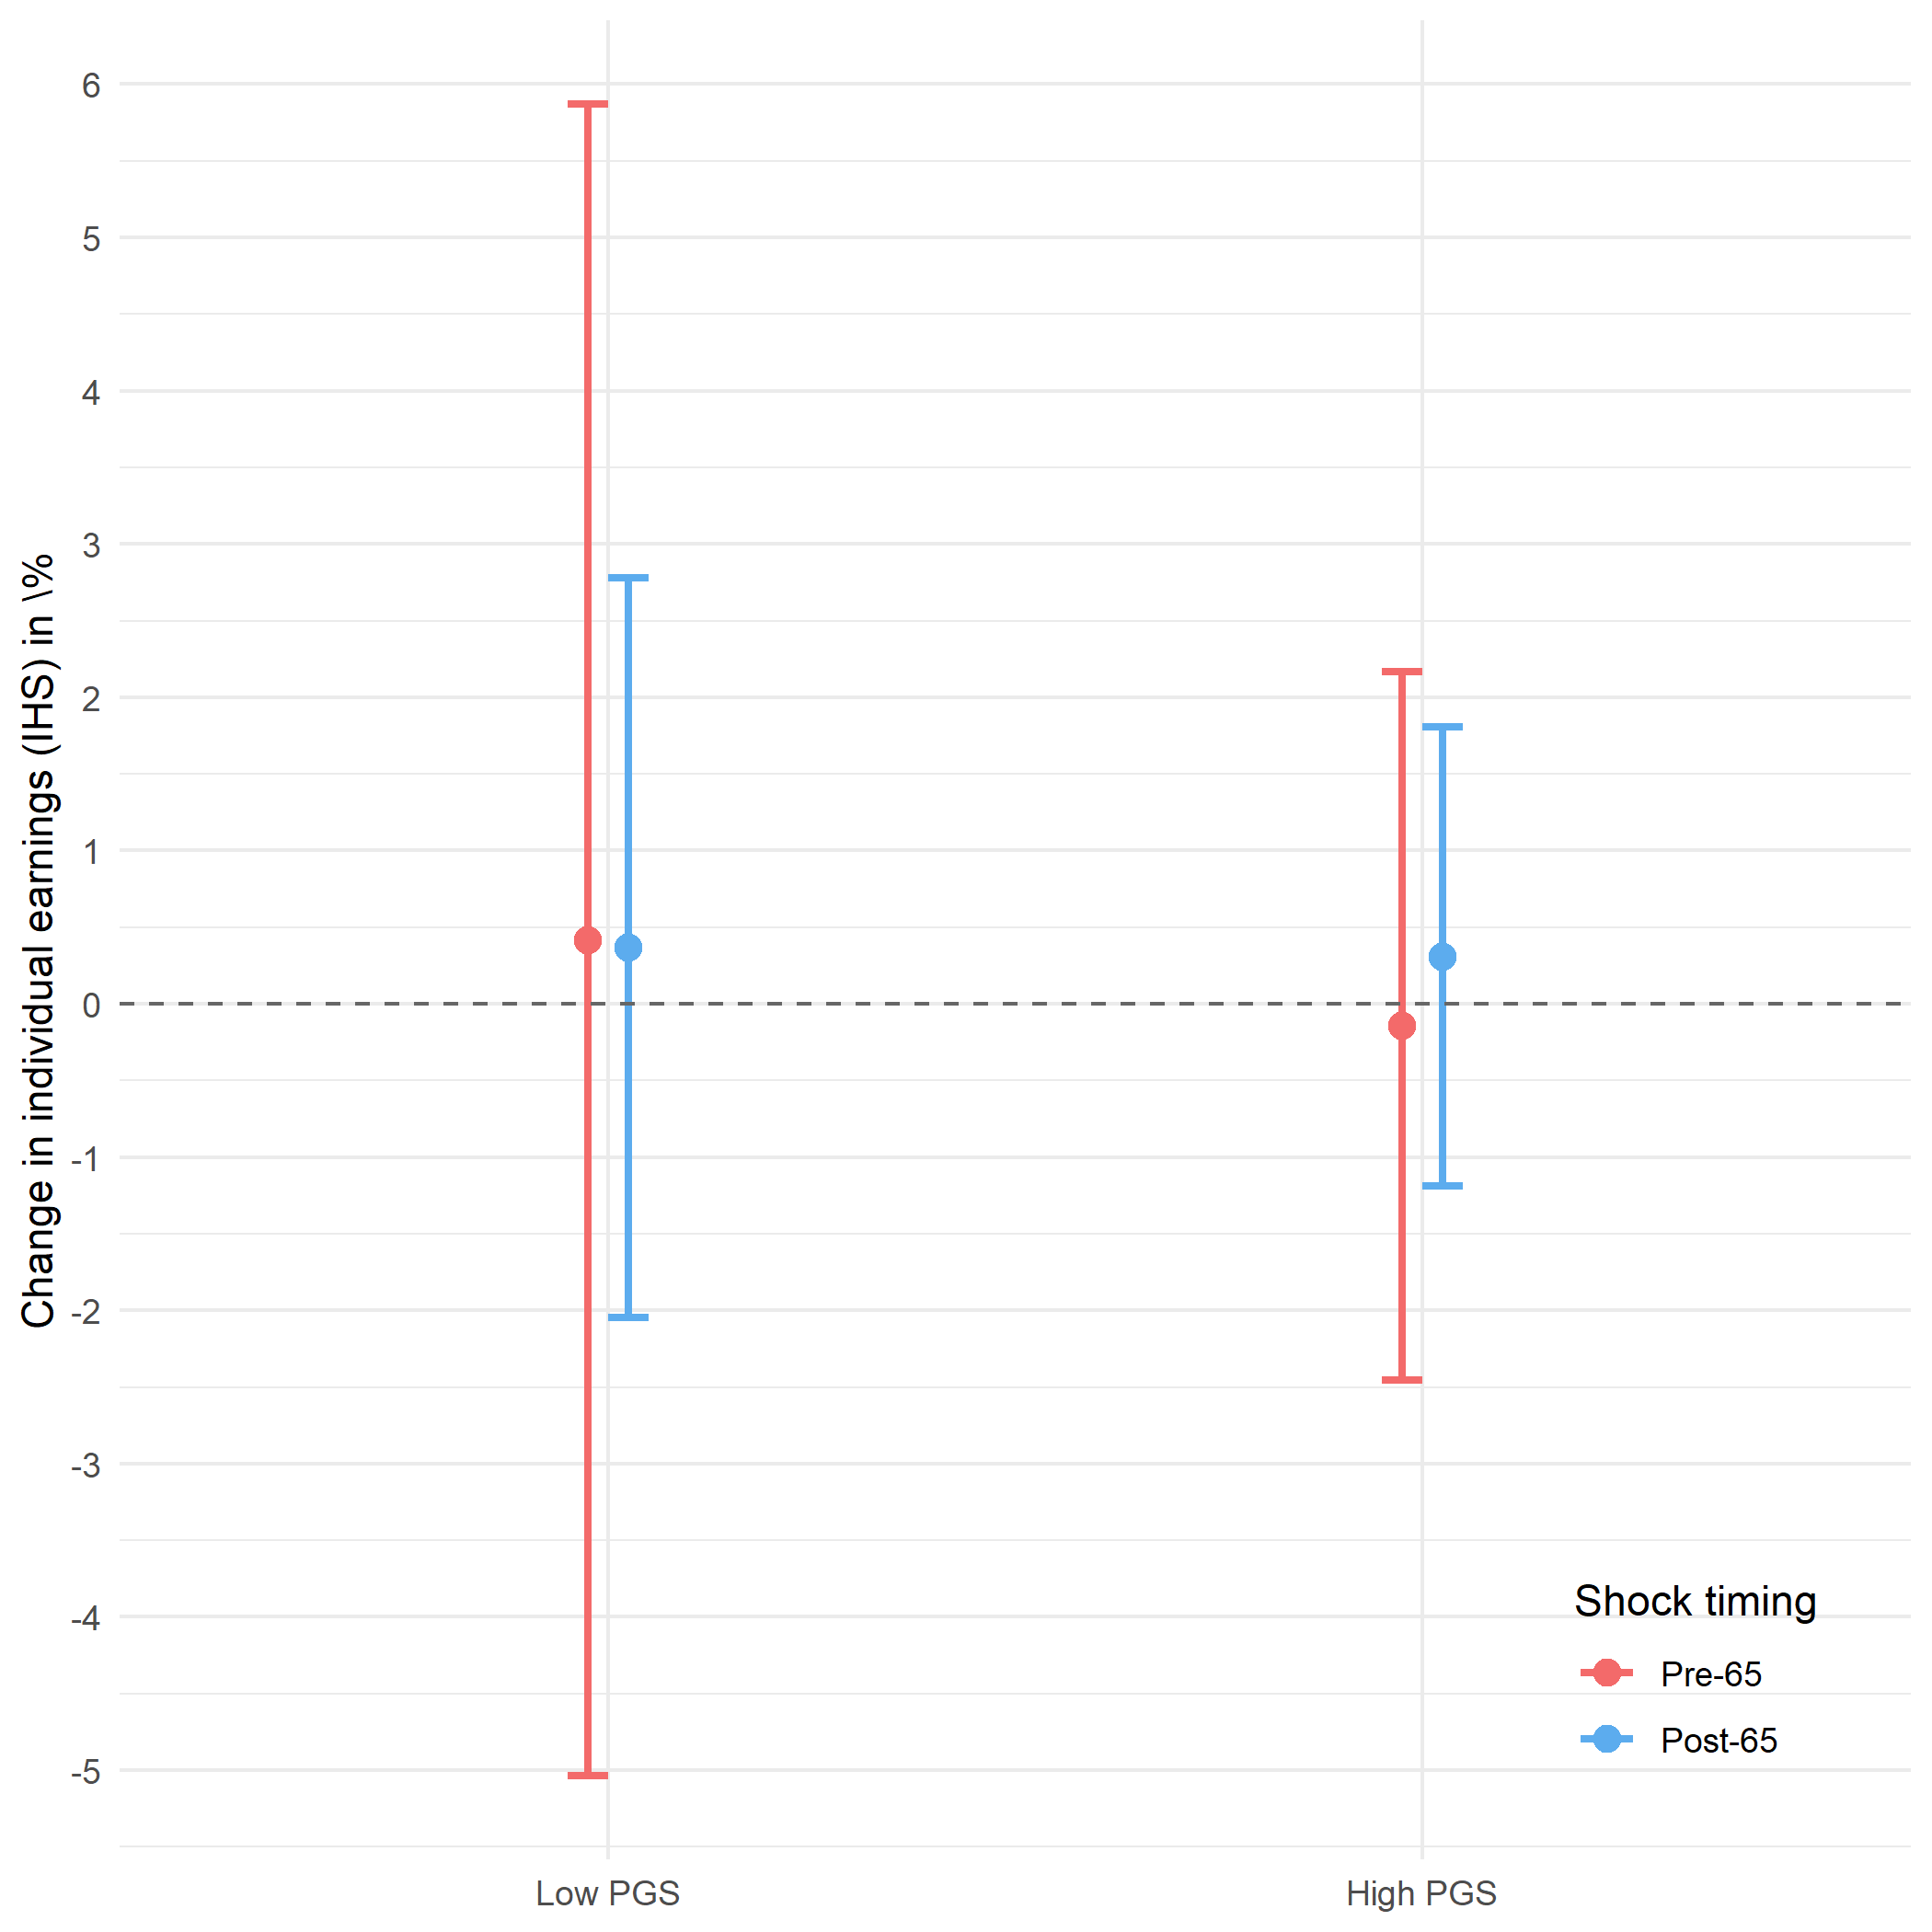 Change in individual earnings (IHS) in \%
6
5
4
3
2
1
0
-1
-2
-3
-4
-5
Low PGS
High PGS
Shock timing
Pre-65
Post-65